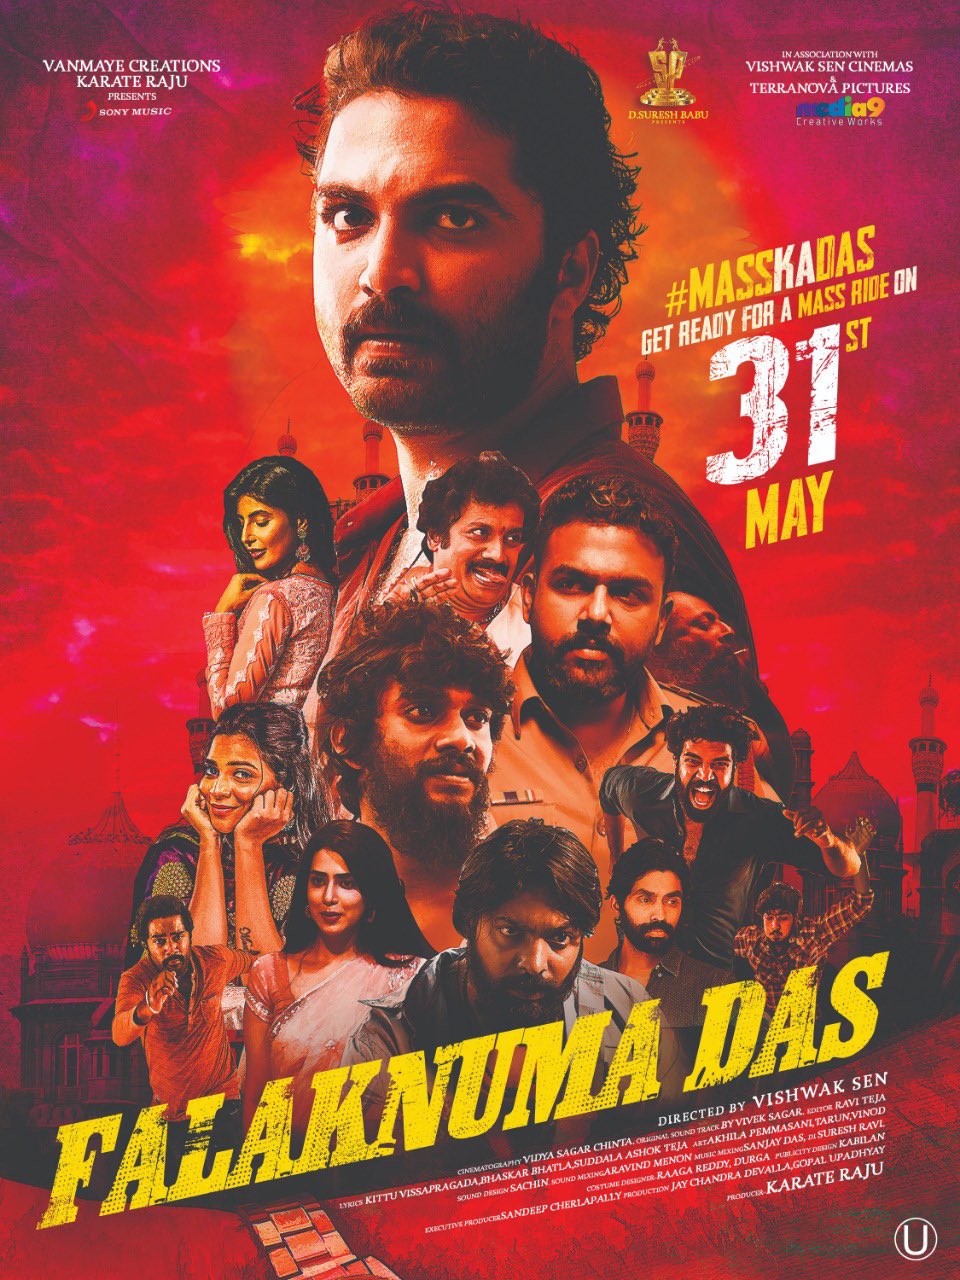 VANMAYE CREATIONS
KARATE RAJU
PRESENTS
SONY MUSIC
SP
D.SURESH BABU
PRESENTS
IN ASSOCIATION WITH
VISHWAK SEN CINEMAS
&
TERRANOVA PICTURES
media9
Creative Works
#MASSKADAS
GET READY FOR A MASS RIDE ON
31ST
MAY
FALAKNUMA DAS
DIRECTED BY VISHWAK SEN
CINEMATOGRAPHY VIDYA SAGAR CHINTA, ORIGINAL SOUND TRACK BY VIVEK SAGAR, EDITOR RAVI TEJA
LYRICS KITTU VISSAPRAGADA,BHASKAR BHATLA,SUDDALA ASHOK TEJA ART AKHILA PEMMASANI,TARUN,VINOD
SOUND DESIGN SACHIN SOUND MIXING ARAVIND MENON MUSIC MIXING SANJAY DAS, DI SURESH RAVI
COSTUME DESIGNER-RAAGA REDDY, DURGA PUBLICITY DESIGN KABILAN
EXECUTIVE PRODUCER SANDEEP CHERLAPALLY PRODUCTION JAY CHANDRA DEVALLA,GOPAL UPADHYAY
PRODUCER-KARATE RAJU
U